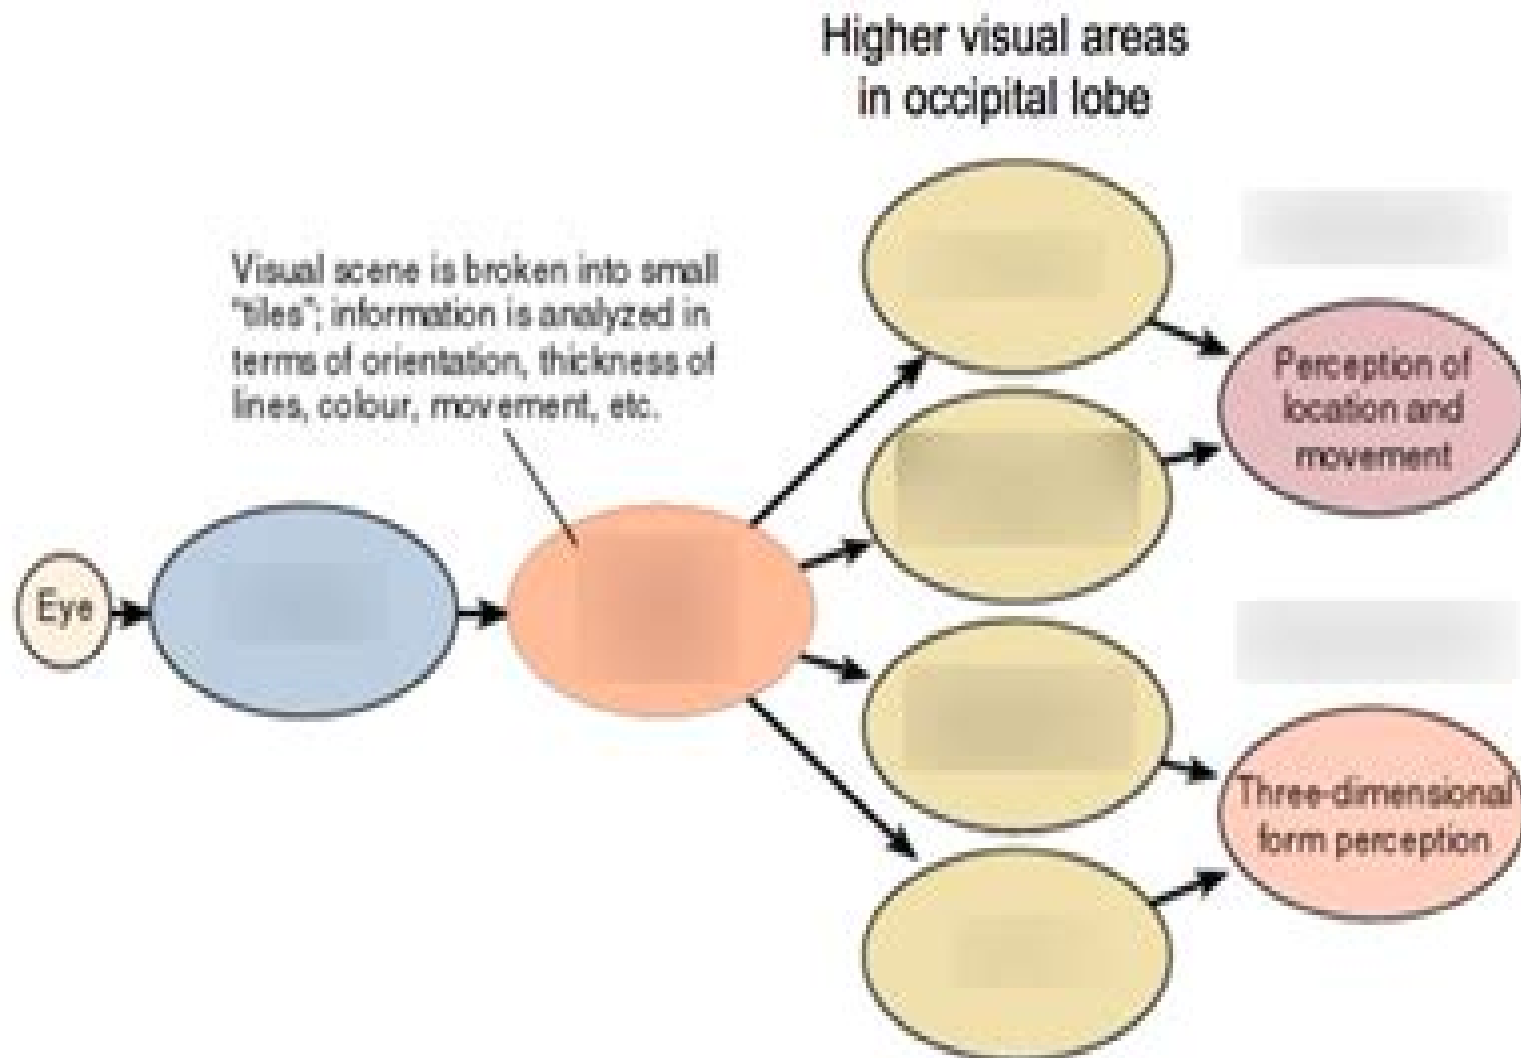 Higher visual areas
in occipital lobe
Visual scene is broken into small
"tiles"; information is analyzed in
terms of orientation, thickness of
lines, colour, movement, etc.
Perception of
location and
movement
Eye
Three-dimensional
form perception